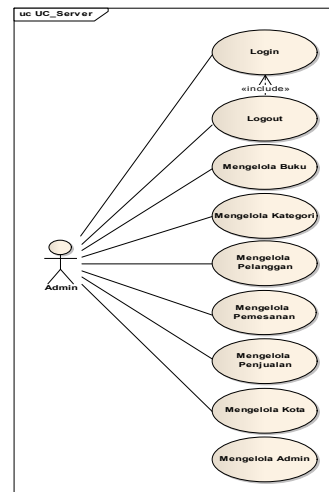 uc UC_Server
Login
«include»
Logout
Mengelola Buku
Mengelola Kategori
Mengelola
Pelanggan
Admin
Mengelola
Pemesanan
Mengelola
Penjualan
Mengelola Kota
Mengelola Admin